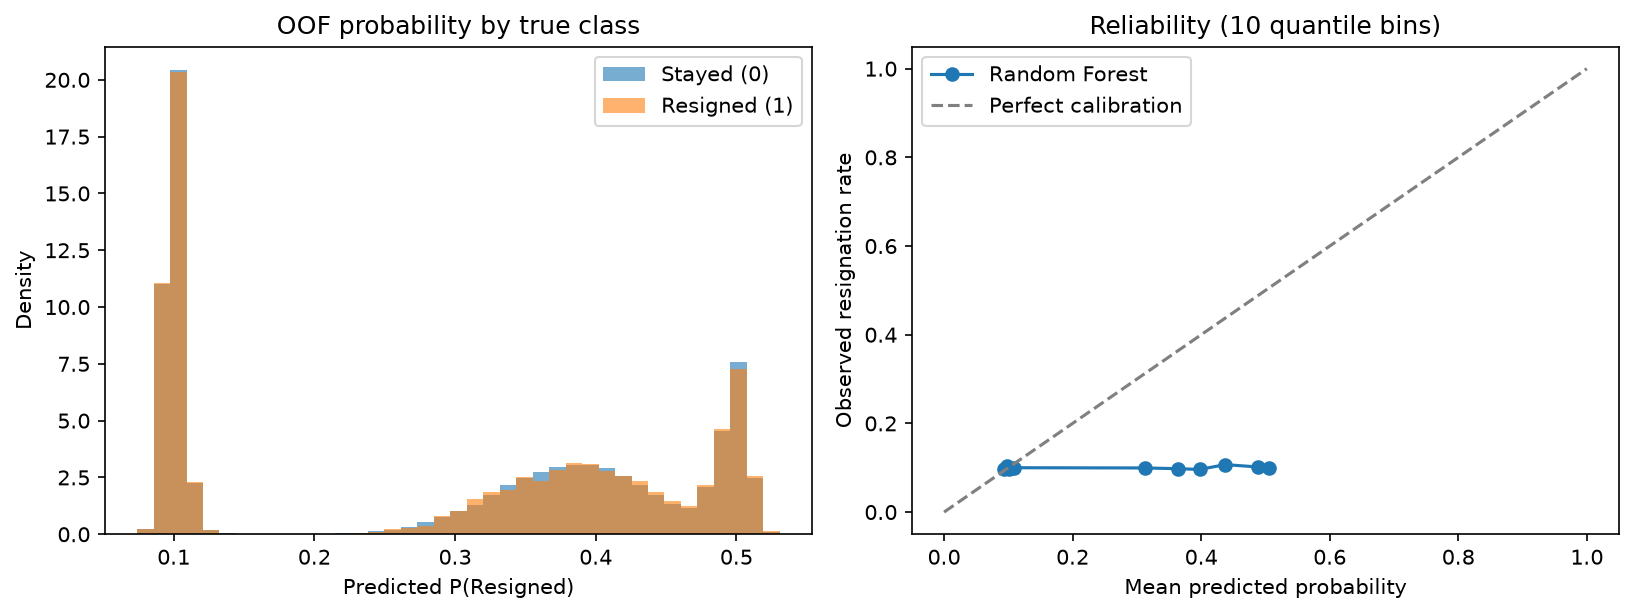 OOF probability by true class
Stayed (0)
Resigned (1)
20.0
17.5
15.0
12.5
10.0
7.5
5.0
2.5
0.0
Density
0.1
0.2
0.3
0.4
0.5
Predicted P(Resigned)
Reliability (10 quantile bins)
Random Forest
Perfect calibration
1.0
0.8
0.6
0.4
0.2
0.0
Observed resignation rate
0.0
0.2
0.4
0.6
0.8
1.0
Mean predicted probability